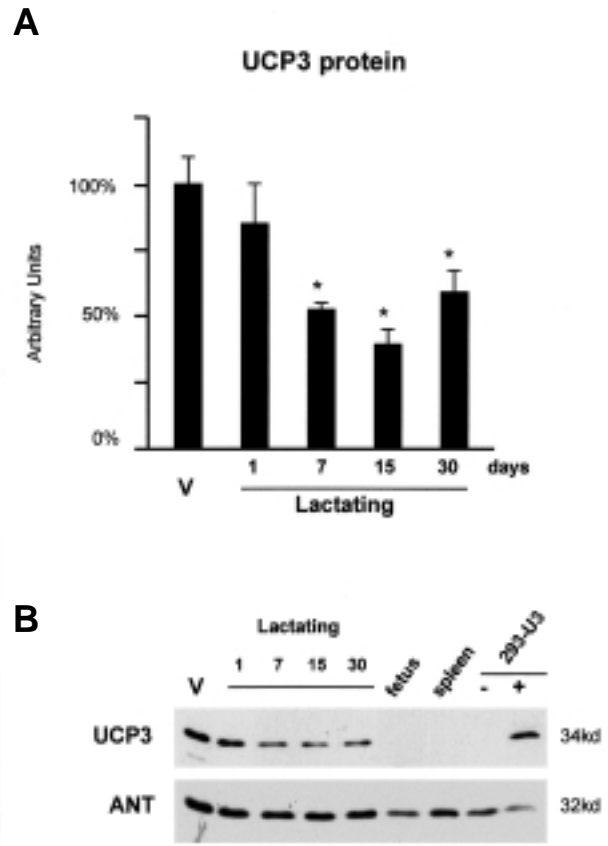 A
UCP3 protein
Arbitrary Units
100%
50%
0%
*
*
*
V
1 7 15 30 days
Lactating
B
Lactating
1 7 15 30
V
fetus
spleen
293-U3
- +
UCP3
34kd
ANT
32kd